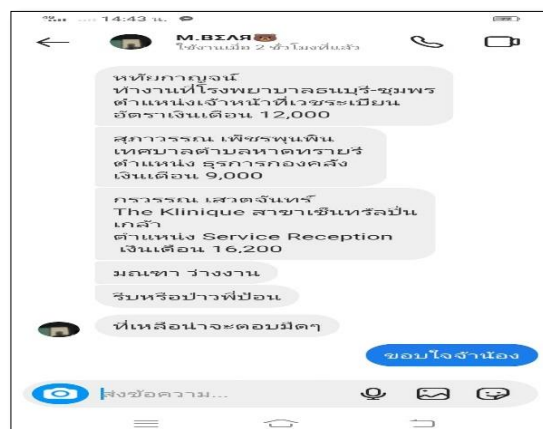 14:43 น.
M.BΣΛЯ🐻
ใช้งานเมื่อ 2 ชั่วโมงที่แล้ว
หทัยกาญจน์
ทำงานที่โรงพยาบาลธนบุรี-ชุมพร
ตำแหน่งเจ้าหน้าที่เวชระเบียน
อัตราเงินเดือน 12,000
สุภาวรรณ เพ็ชรพุนพิน
เทศบาลตำบลหาดทรายรี
ตำแหน่ง ธุรการกองคลัง
เงินเดือน 9,000
กรวรรณ เสวตจันทร์
The Klinique สาขาเซ็นทรัลปิ่น
เกล้า
ตำแหน่ง Service Reception
เงินเดือน 16,200
มณฑา ว่างงาน
รีบหรือป่าวพี่ป้อน
ที่เหลือน่าจะตอบมืดๆ
ขอบใจจ้าน้อง
ส่งข้อความ...